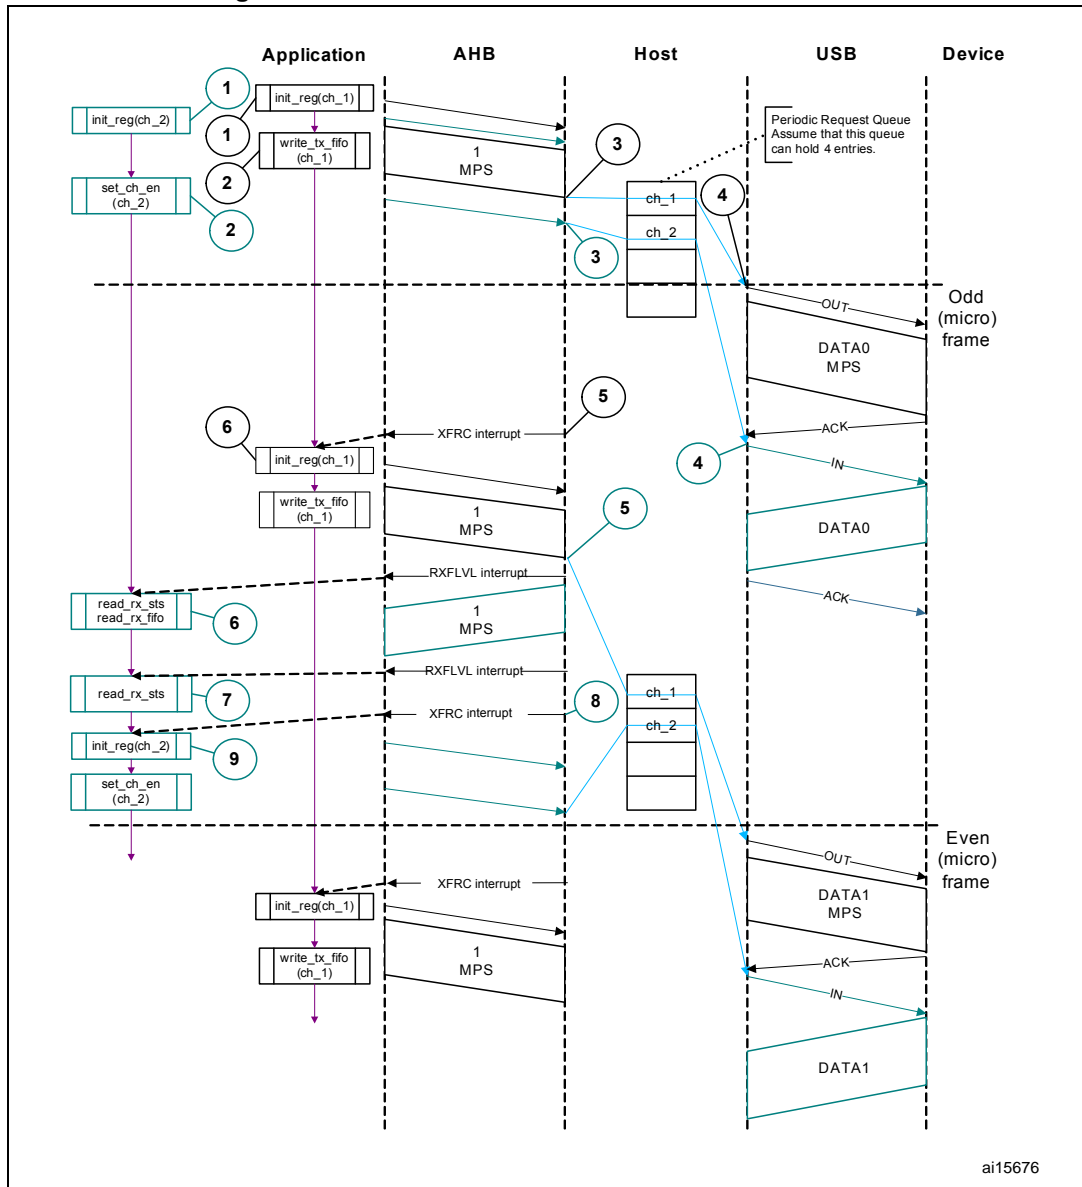 Application
AHB
Host
USB
Device
1
init_reg(ch_2)
init_reg(ch_1)
1
write_tx_fifo
(ch_1)
2
set_ch_en
(ch_2)
2
1
MPS
3
3
Periodic Request Queue
Assume that this queue
can hold 4 entries.
ch_1
ch_2
4
Odd
(micro)
frame
OUT
DATA0
MPS
ACK
5
XFRC interrupt
6
init_reg(ch_1)
4
IN
write_tx_fifo
(ch_1)
1
MPS
5
DATA0
RXFLVL interrupt
read_rx_sts
read_rx_fifo
6
1
MPS
ACK
RXFLVL interrupt
read_rx_sts
7
XFRC interrupt
8
ch_1
ch_2
init_reg(ch_2)
9
set_ch_en
(ch_2)
Even
(micro)
frame
OUT
XFRC interrupt
init_reg(ch_1)
DATA1
MPS
write_tx_fifo
(ch_1)
1
MPS
ACK
IN
DATA1
ai15676